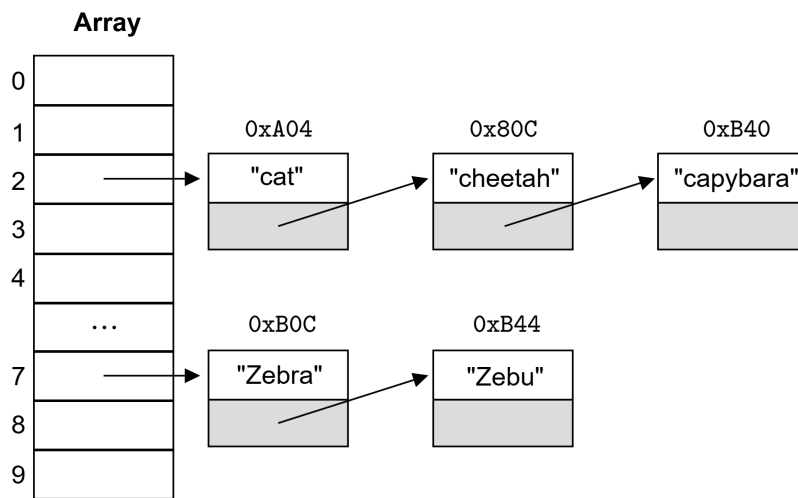 Array
0
1
0xA04 0x80C 0xB40
2 "cat" "cheetah" "capybara"
3
4
...
0xB0C 0xB44
7 "Zebra" "Zebu"
8
9